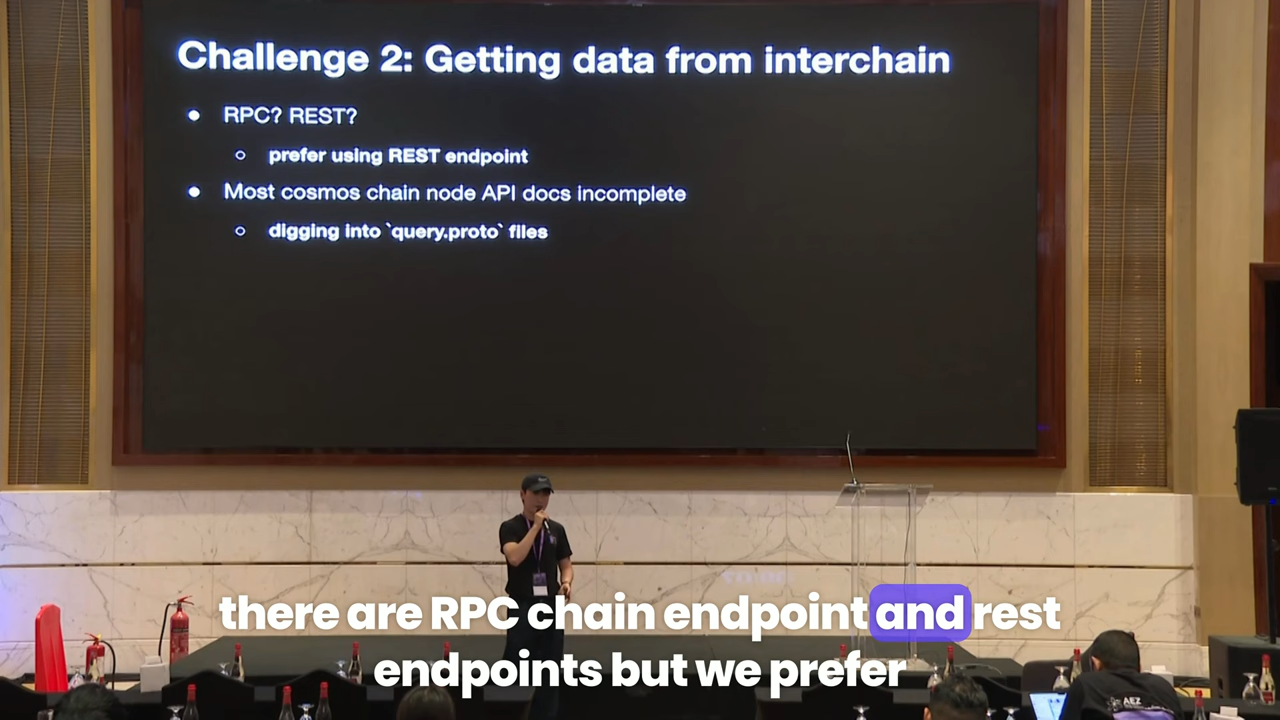 Challenge 2: Getting data from interchain
● RPC? REST?
○ prefer using REST endpoint
● Most cosmos chain node API docs incomplete
○ digging into `query.proto` files
there are RPC chain endpoint and rest
endpoints but we prefer
AEZ